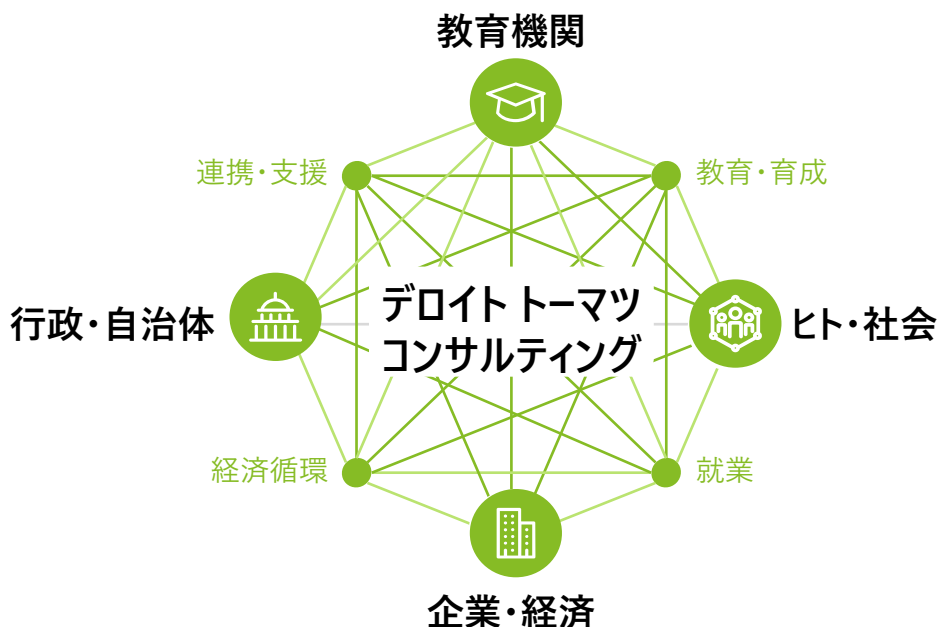 教育機関
連携・支援
教育・育成
行政・自治体
デロイト トーマツ
コンサルティング
ヒト・社会
経済循環
就業
企業・経済